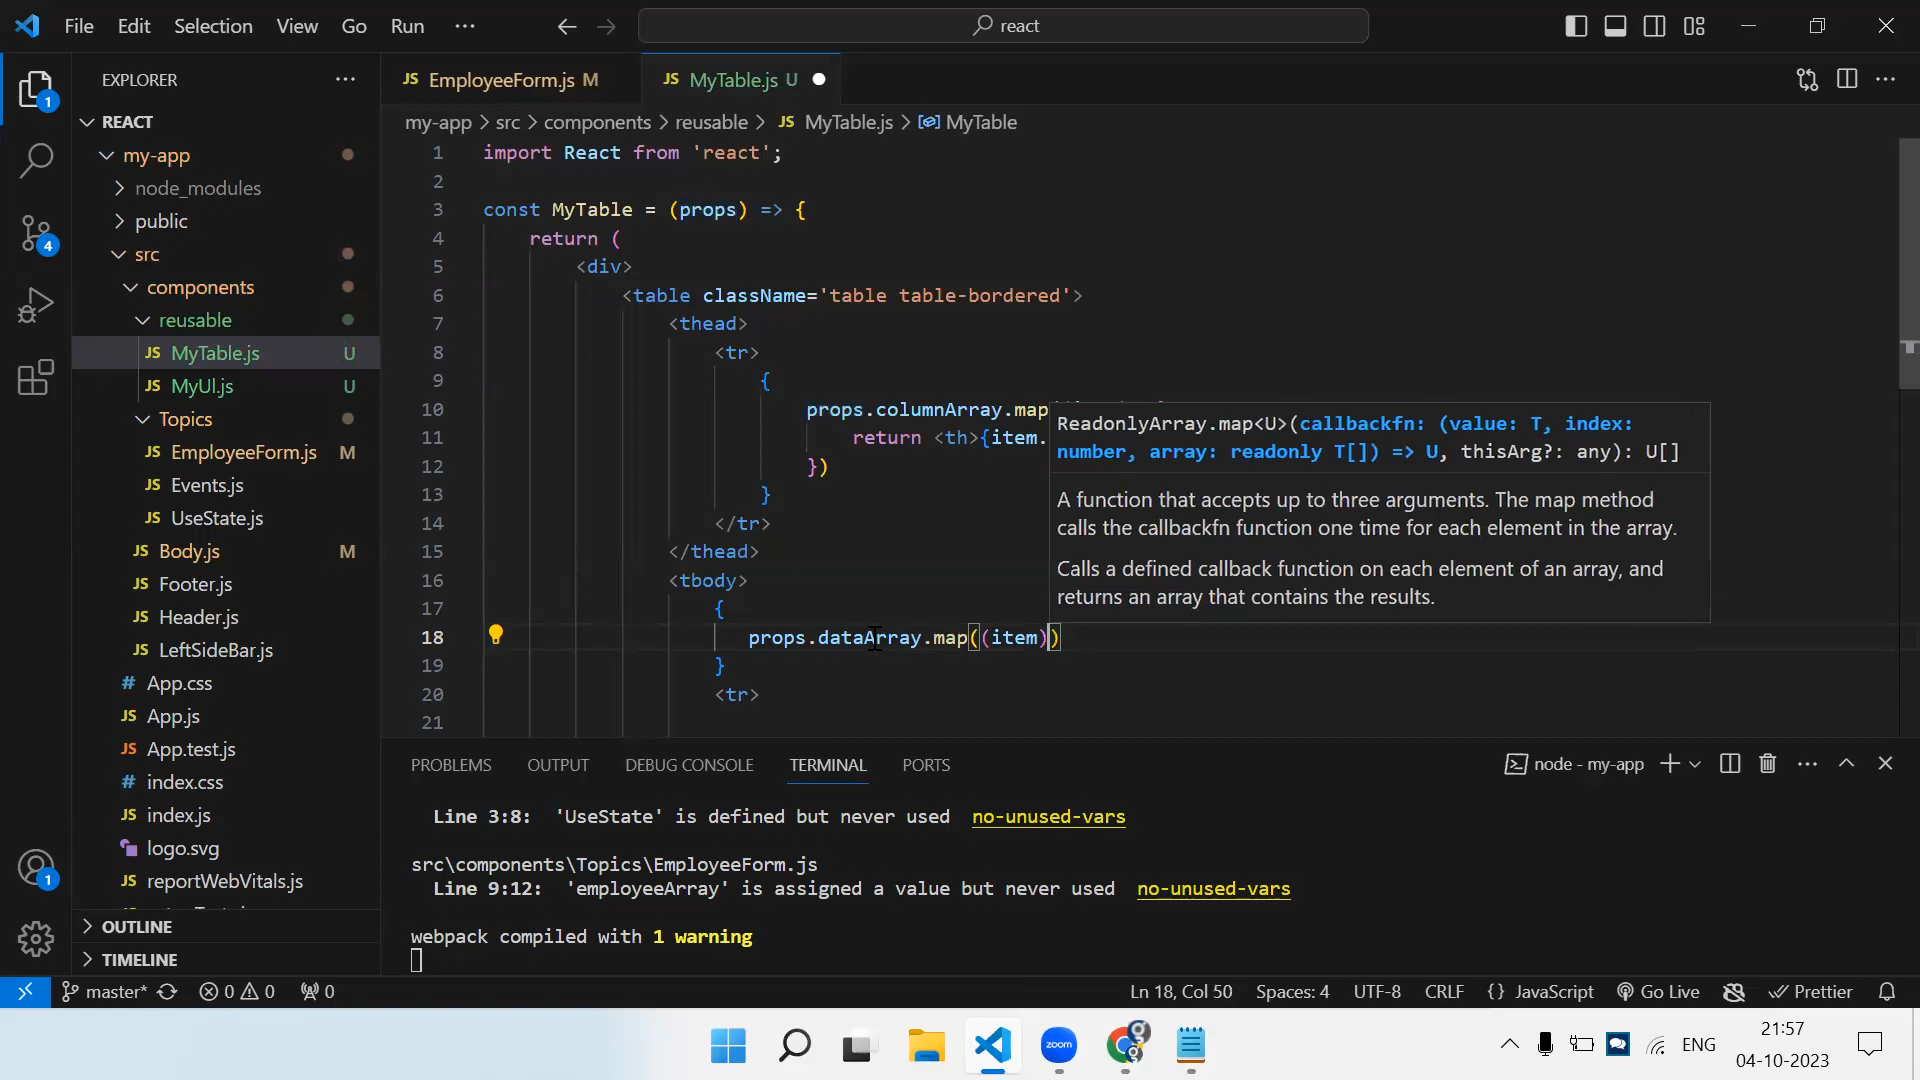 File Edit Selection View Go Run ··· react
EXPLORER
REACT
my-app
node_modules
public
src
components
reusable
JS MyTable.js U
JS MyUl.js U
Topics
JS EmployeeForm.js M
JS Events.js
JS UseState.js
JS Body.js M
JS Footer.js
JS Header.js
JS LeftSideBar.js
# App.css
JS App.js
JS App.test.js
# index.css
JS index.js
logo.svg
JS reportWebVitals.js
OUTLINE
TIMELINE
1
4
1
JS EmployeeForm.js M JS MyTable.js U
my-app > src > components > reusable > JS MyTable.js > MyTable
1 import React from 'react';
2
3 const MyTable = (props) => {
4 return (
5 <div>
6 <table className='table table-bordered'>
7 <thead>
8 <tr>
9 {
10 props.columnArray.map
11 return <th>{item.
12 })
13 }
14 </tr>
15 </thead>
16 <tbody>
17 {
18 props.dataArray.map((item))
19 }
20 <tr>
21
ReadonlyArray.map<U>(callbackfn: (value: T, index:
number, array: readonly T[]) => U, thisArg?: any): U[]
A function that accepts up to three arguments. The map method
calls the callbackfn function one time for each element in the array.
Calls a defined callback function on each element of an array, and
returns an array that contains the results.
PROBLEMS OUTPUT DEBUG CONSOLE TERMINAL PORTS node - my-app
Line 3:8: 'UseState' is defined but never used no-unused-vars
src\components\Topics\EmployeeForm.js
Line 9:12: 'employeeArray' is assigned a value but never used no-unused-vars
webpack compiled with 1 warning
master* 0 0 0 Ln 18, Col 50 Spaces: 4 UTF-8 CRLF {} JavaScript Go Live Prettier
zoom
ENG
21:57
04-10-2023